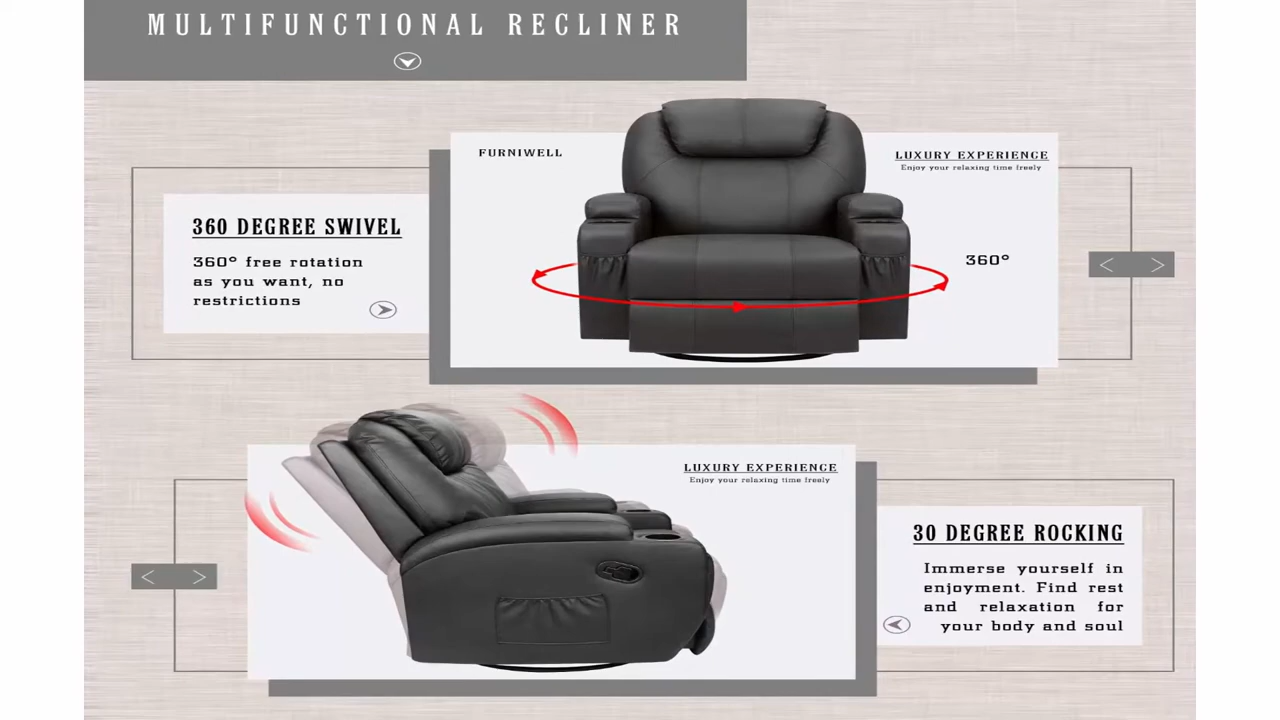 MULTIFUNCTIONAL RECLINER
FURNIWELL
LUXURY EXPERIENCE
Enjoy your relaxing time freely
360 DEGREE SWIVEL
360° free rotation
as you want, no
restrictions
360°
LUXURY EXPERIENCE
Enjoy your relaxing time freely
30 DEGREE ROCKING
Immerse yourself in
enjoyment. Find rest
and relaxation for
your body and soul